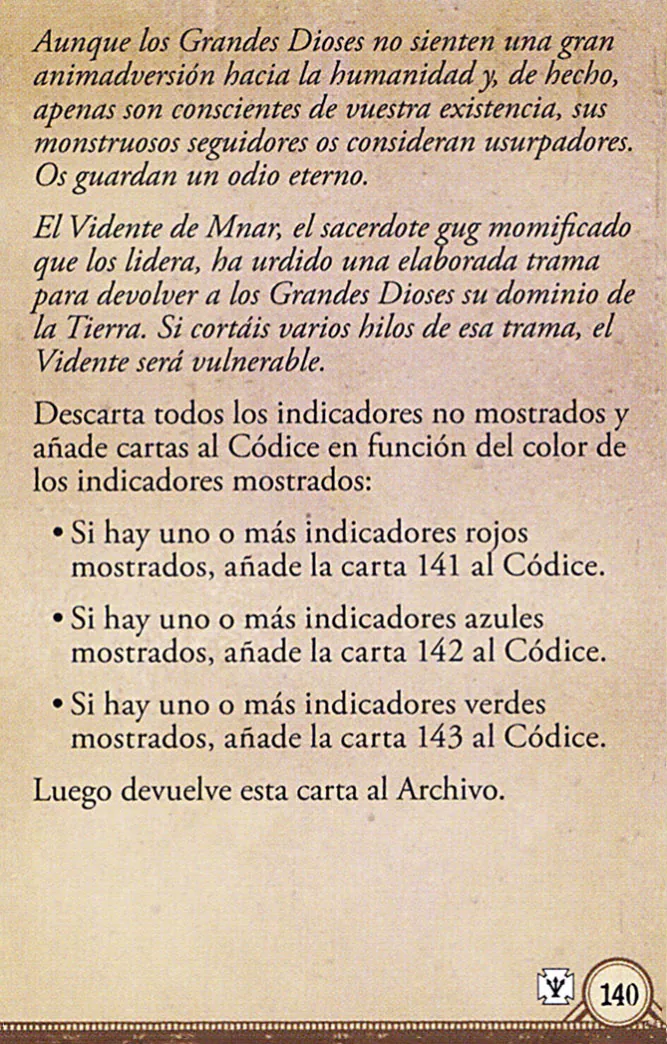 Aunque los Grandes Dioses no sienten una gran
animadversión hacia la humanidad y, de hecho,
apenas son conscientes de vuestra existencia, sus
monstruosos seguidores os consideran usurpadores.
Os guardan un odio eterno.
El Vidente de Mnar, el sacerdote gug momificado
que los lidera, ha urdido una elaborada trama
para devolver a los Grandes Dioses su dominio de
la Tierra. Si cortáis varios hilos de esa trama, el
Vidente será vulnerable.
Descarta todos los indicadores no mostrados y
añade cartas al Códice en función del color de
los indicadores mostrados:
• Si hay uno o más indicadores rojos
mostrados, añade la carta 141 al Códice.
• Si hay uno o más indicadores azules
mostrados, añade la carta 142 al Códice.
• Si hay uno o más indicadores verdes
mostrados, añade la carta 143 al Códice.
Luego devuelve esta carta al Archivo.
140